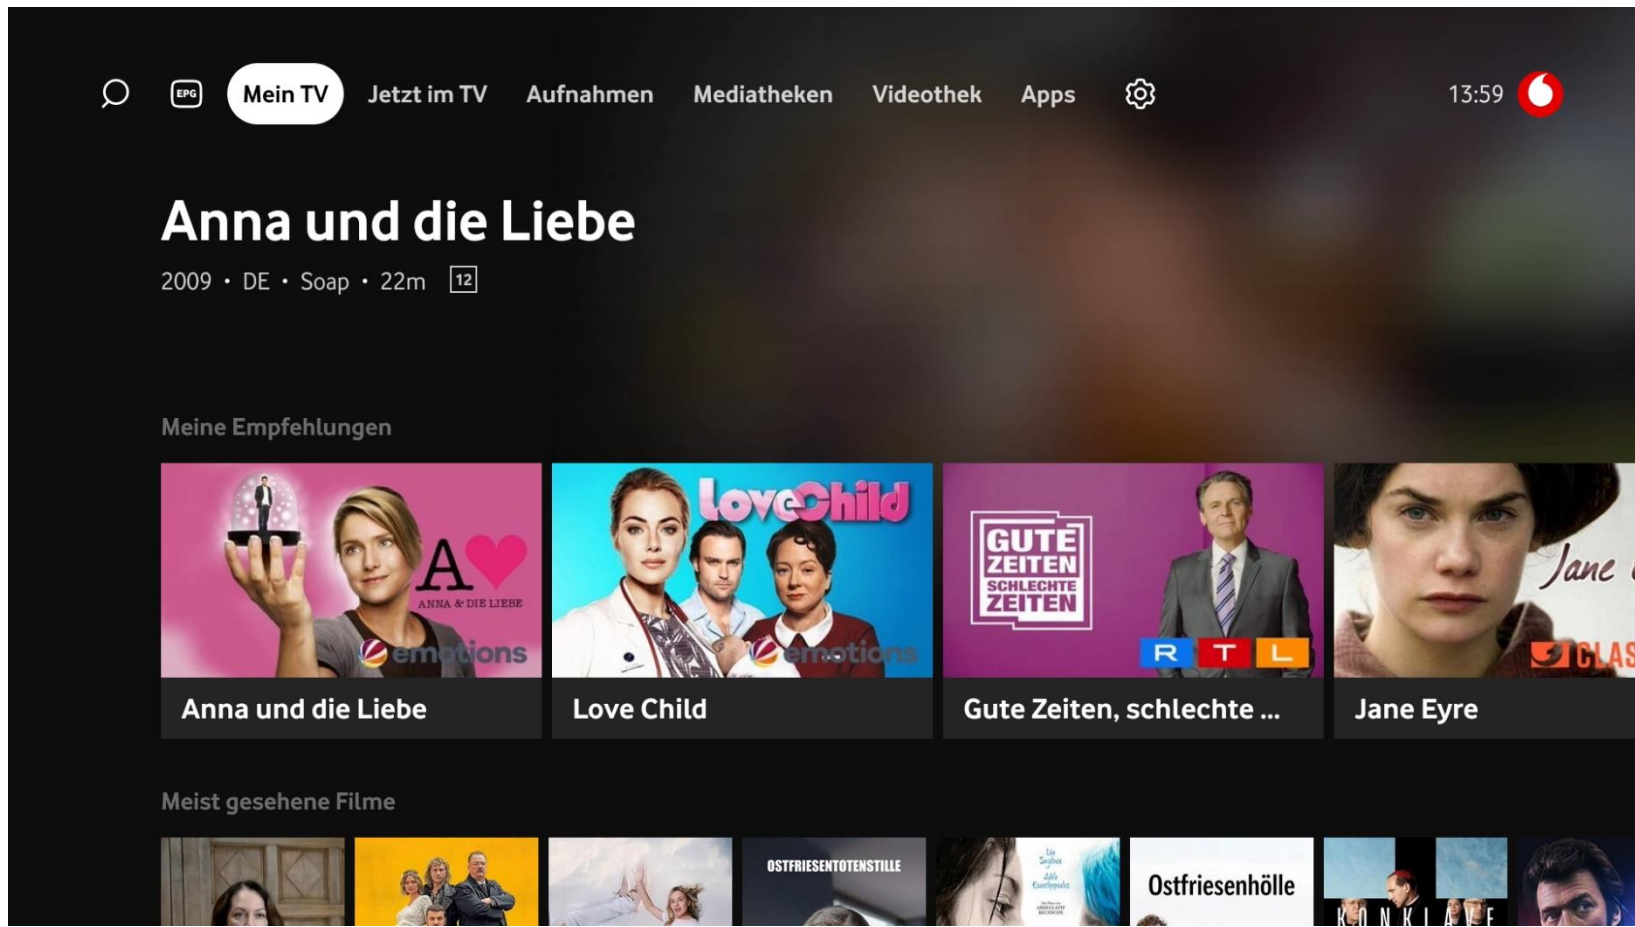 EPG
Mein TV
Jetzt im TV
Aufnahmen
Mediatheken
Videothek
Apps
13:59
Anna und die Liebe
2009 • DE • Soap • 22m 12
Meine Empfehlungen
A
ANNA & DIE LIEBE
emotions
LoveChild
emotions
GUTE
ZEITEN
SCHLECHTE
ZEITEN
R T L
Jane
CLAS
Anna und die Liebe
Love Child
Gute Zeiten, schlechte ...
Jane Eyre
Meist gesehene Filme
OSTFRIESENTOTENSTILLE
Ostfriesenhölle
KONKLAVE